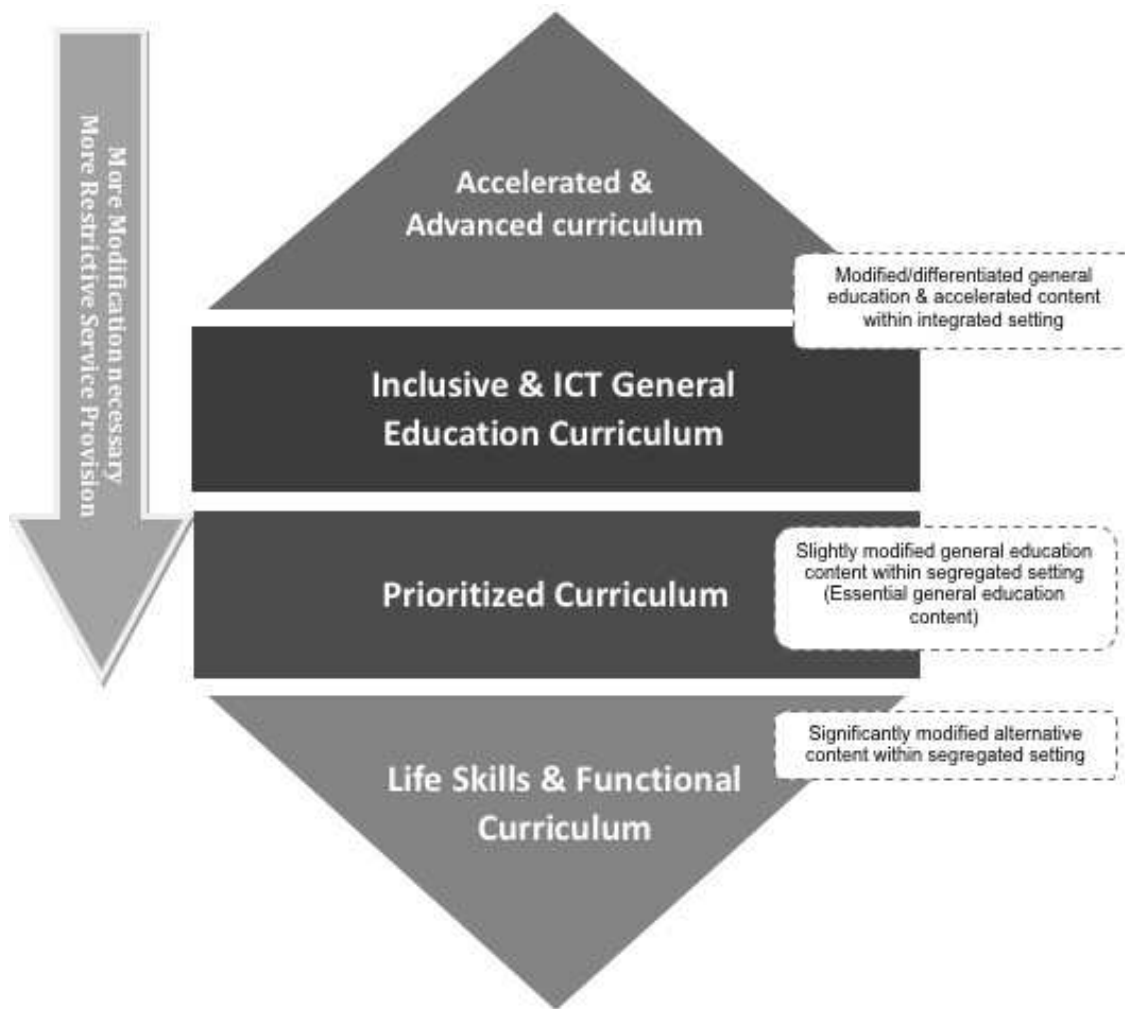 More Modification necessary
More Restrictive Service Provision
Accelerated &
Advanced curriculum
Modified/differentiated general
education & accelerated content
within integrated setting
Inclusive & ICT General
Education Curriculum
Prioritized Curriculum
Slightly modified general education
content within segregated setting
(Essential general education
content)
Life Skills & Functional
Curriculum
Significantly modified alternative
content within segregated setting